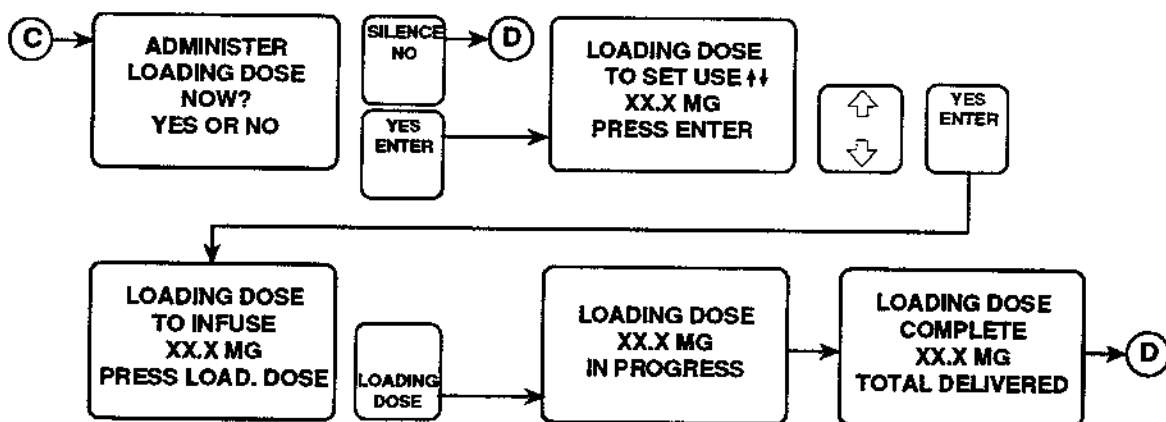 C
ADMINISTER
LOADING DOSE
NOW?
YES OR NO
SILENCE
NO
D
YES
ENTER
LOADING DOSE
TO SET USE ↑↓
XX.X MG
PRESS ENTER
YES
ENTER
LOADING DOSE
TO INFUSE
XX.X MG
PRESS LOAD. DOSE
LOADING
DOSE
LOADING DOSE
XX.X MG
IN PROGRESS
LOADING DOSE
COMPLETE
XX.X MG
TOTAL DELIVERED
D